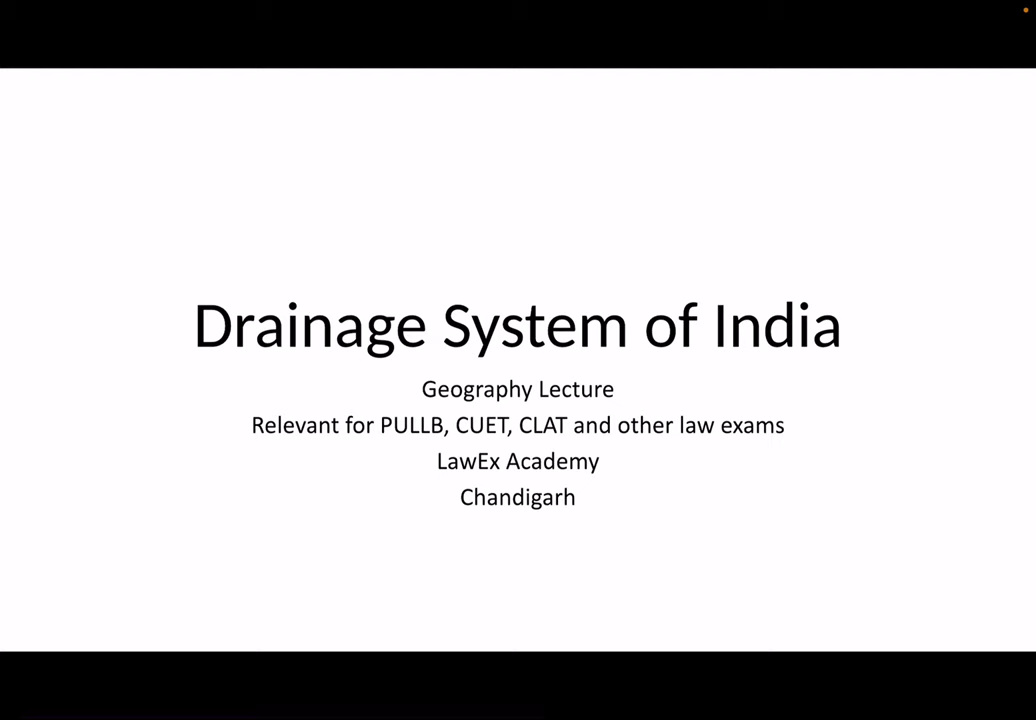 Drainage System of India
Geography Lecture
Relevant for PULLB, CUET, CLAT and other law exams
LawEx Academy
Chandigarh